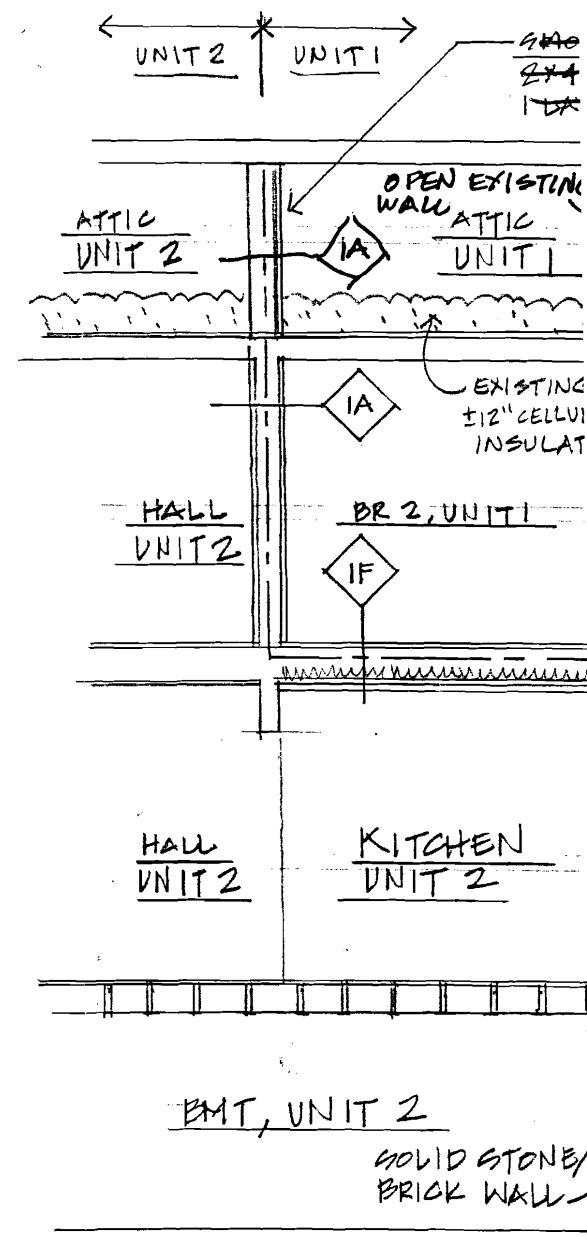 UNIT 2
UNIT 1
2x4
OPEN EXISTIN
WALL
ATTIC
UNIT 2
1A
ATTIC
UNIT 1
EXISTING
±12" CELLU
INSULAT
1A
HALL
UNIT 2
BR 2, UNIT 1
1F
HALL
UNIT 2
KITCHEN
UNIT 2
BMT, UNIT 2
SOLID STONE/
BRICK WALL